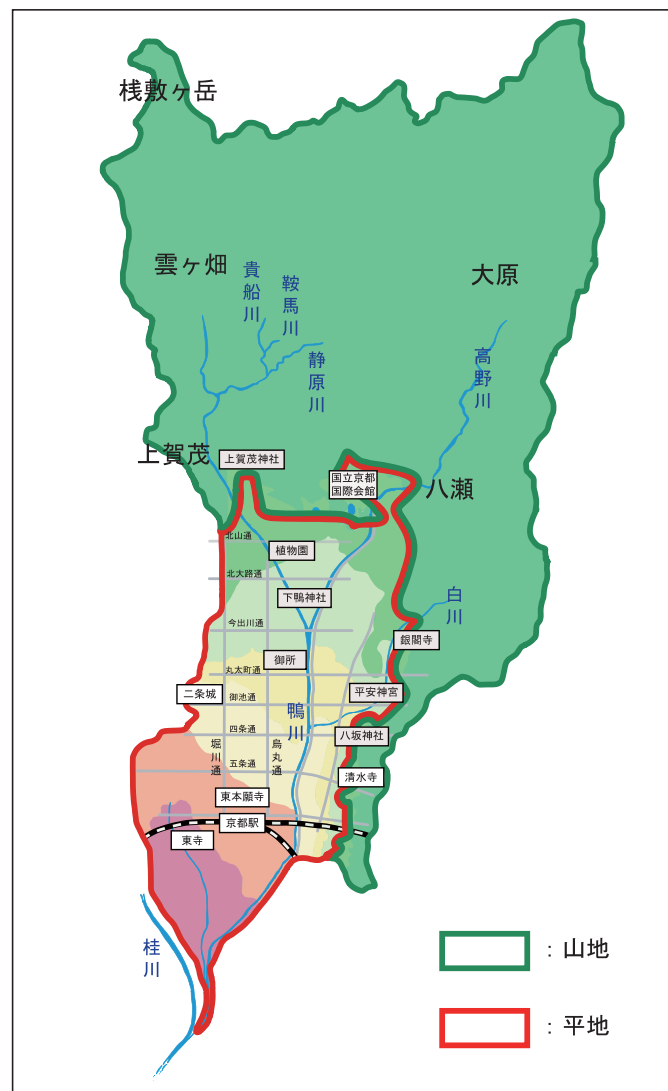 桟敷ヶ岳
雲ヶ畑
大原
貴船川
鞍馬川
静原川
高野川
上賀茂
上賀茂神社
国立京都
国際会館
八瀬
北山通
植物園
北大路通
下鴨神社
白川
今出川通
銀閣寺
御所
丸太町通
二条城
御池通
平安神宮
鴨川
四条通
八坂神社
堀川通
烏丸通
五条通
清水寺
東本願寺
京都駅
東寺
桂川
：山地
：平地